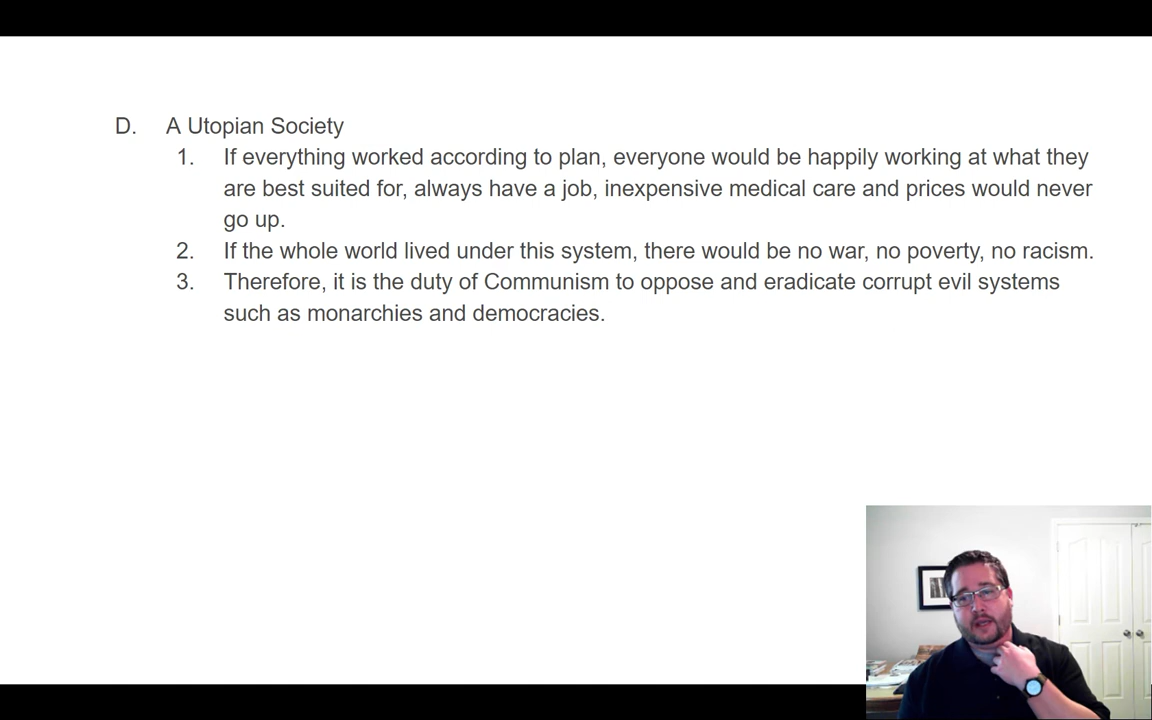 D. A Utopian Society
1. If everything worked according to plan, everyone would be happily working at what they
are best suited for, always have a job, inexpensive medical care and prices would never
go up.
2. If the whole world lived under this system, there would be no war, no poverty, no racism.
3. Therefore, it is the duty of Communism to oppose and eradicate corrupt evil systems
such as monarchies and democracies.